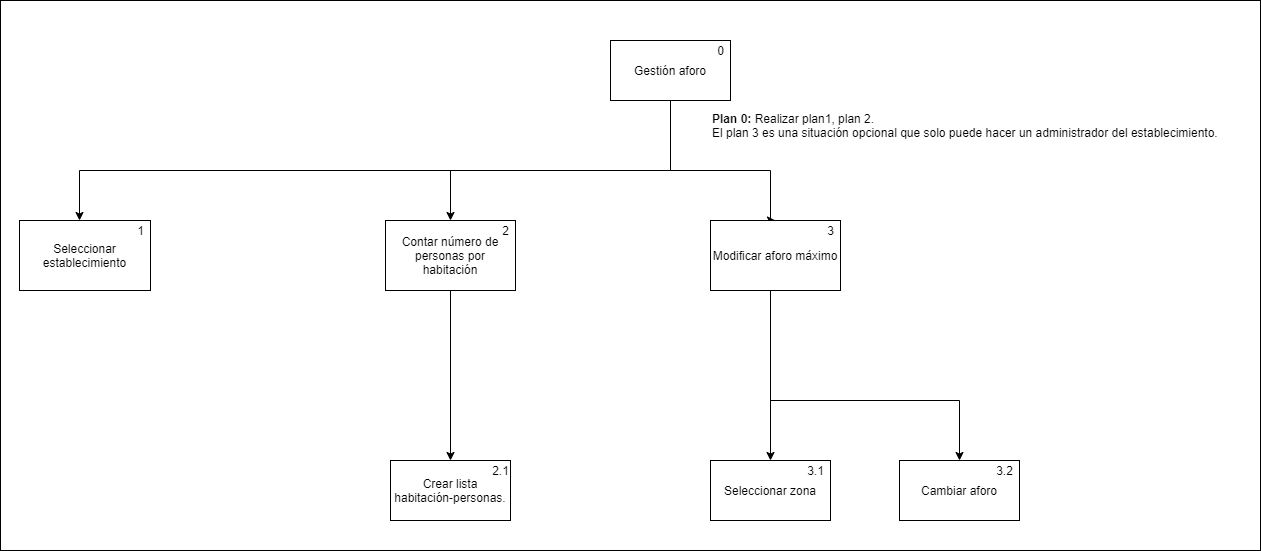 0
Gestión aforo
Plan 0: Realizar plan1, plan 2.
El plan 3 es una situación opcional que solo puede hacer un administrador del establecimiento.
1
Seleccionar
establecimiento
2
Contar número de
personas por
habitación
3
Modificar aforo máximo
2.1
Crear lista
habitación-personas.
3.1
Seleccionar zona
3.2
Cambiar aforo